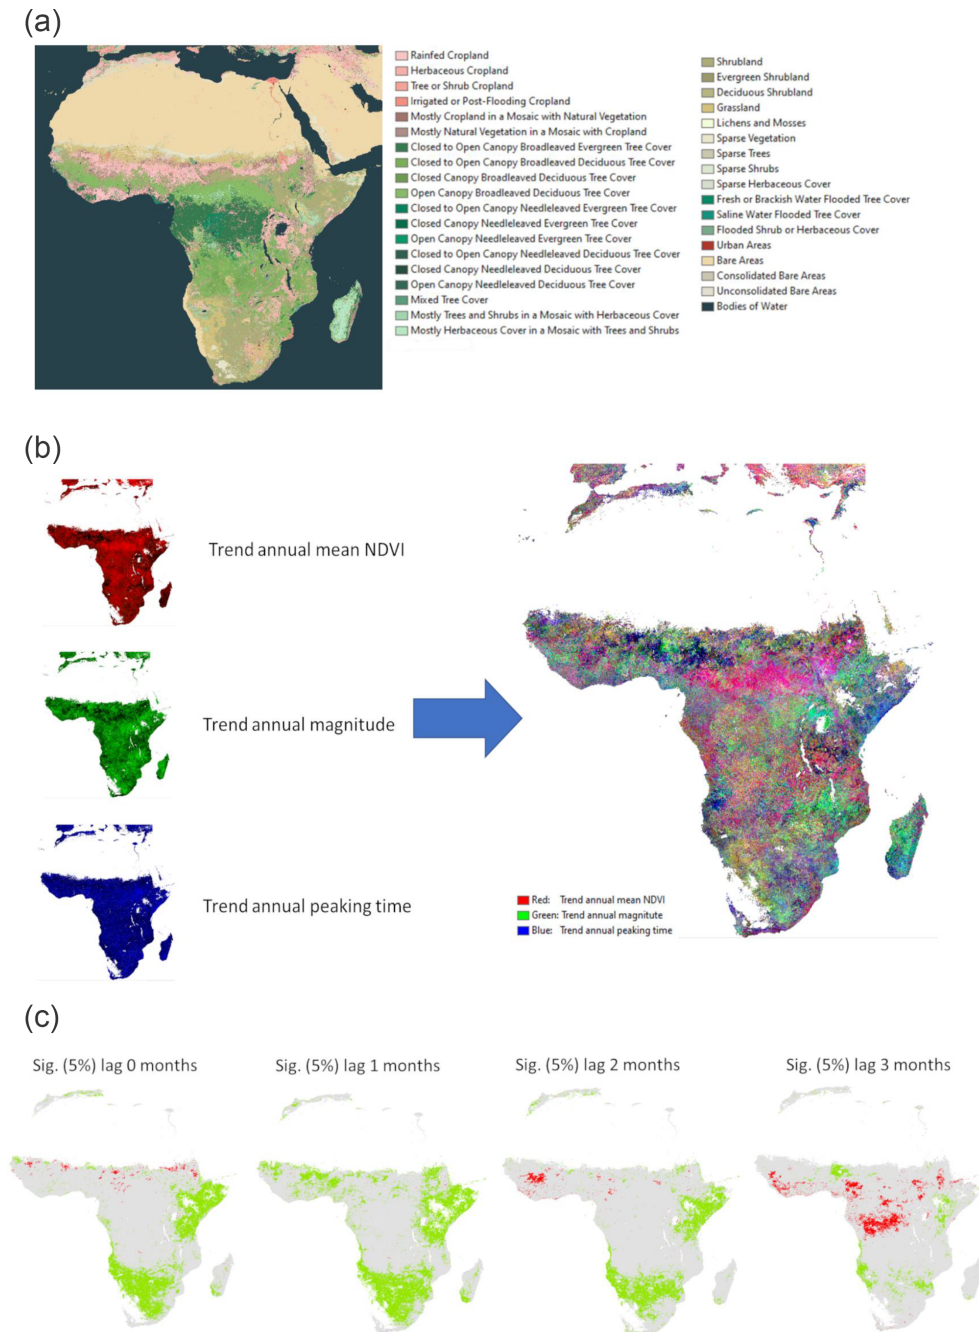 (a)
Rainfed Cropland
Herbaceous Cropland
Tree or Shrub Cropland
Irrigated or Post-Flooding Cropland
Mostly Cropland in a Mosaic with Natural Vegetation
Mostly Natural Vegetation in a Mosaic with Cropland
Closed to Open Canopy Broadleaved Evergreen Tree Cover
Closed to Open Canopy Broadleaved Deciduous Tree Cover
Closed Canopy Broadleaved Deciduous Tree Cover
Open Canopy Broadleaved Deciduous Tree Cover
Closed to Open Canopy Needleleaved Evergreen Tree Cover
Closed Canopy Needleleaved Evergreen Tree Cover
Open Canopy Needleleaved Evergreen Tree Cover
Closed to Open Canopy Needleleaved Deciduous Tree Cover
Closed Canopy Needleleaved Deciduous Tree Cover
Open Canopy Needleleaved Deciduous Tree Cover
Mixed Tree Cover
Mostly Trees and Shrubs in a Mosaic with Herbaceous Cover
Mostly Herbaceous Cover in a Mosaic with Trees and Shrubs
Shrubland
Evergreen Shrubland
Deciduous Shrubland
Grassland
Lichens and Mosses
Sparse Vegetation
Sparse Trees
Sparse Shrubs
Sparse Herbaceous Cover
Fresh or Brackish Water Flooded Tree Cover
Saline Water Flooded Tree Cover
Flooded Shrub or Herbaceous Cover
Urban Areas
Bare Areas
Consolidated Bare Areas
Unconsolidated Bare Areas
Bodies of Water
(b)
Trend annual mean NDVI
Trend annual magnitude
Trend annual peaking time
Red: Trend annual mean NDVI
Green: Trend annual magnitute
Blue: Trend annual peaking time
(c)
Sig. (5%) lag 0 months
Sig. (5%) lag 1 months
Sig. (5%) lag 2 months
Sig. (5%) lag 3 months